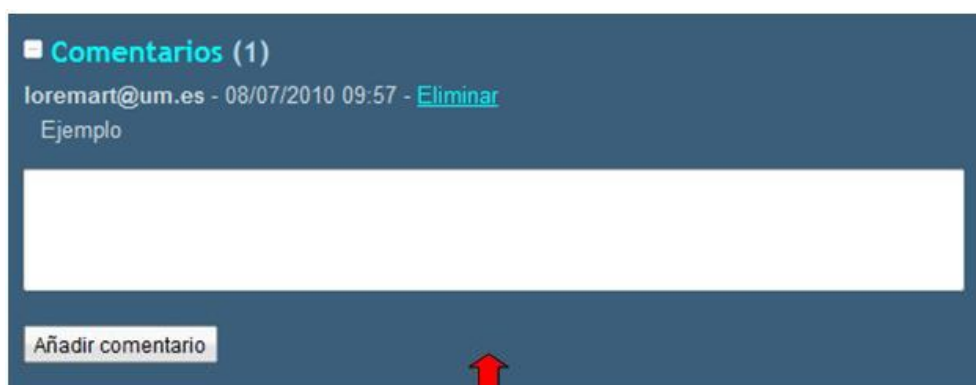 Comentarios (1)
loremart@um.es - 08/07/2010 09:57 - Eliminar
Ejemplo
Añadir comentario